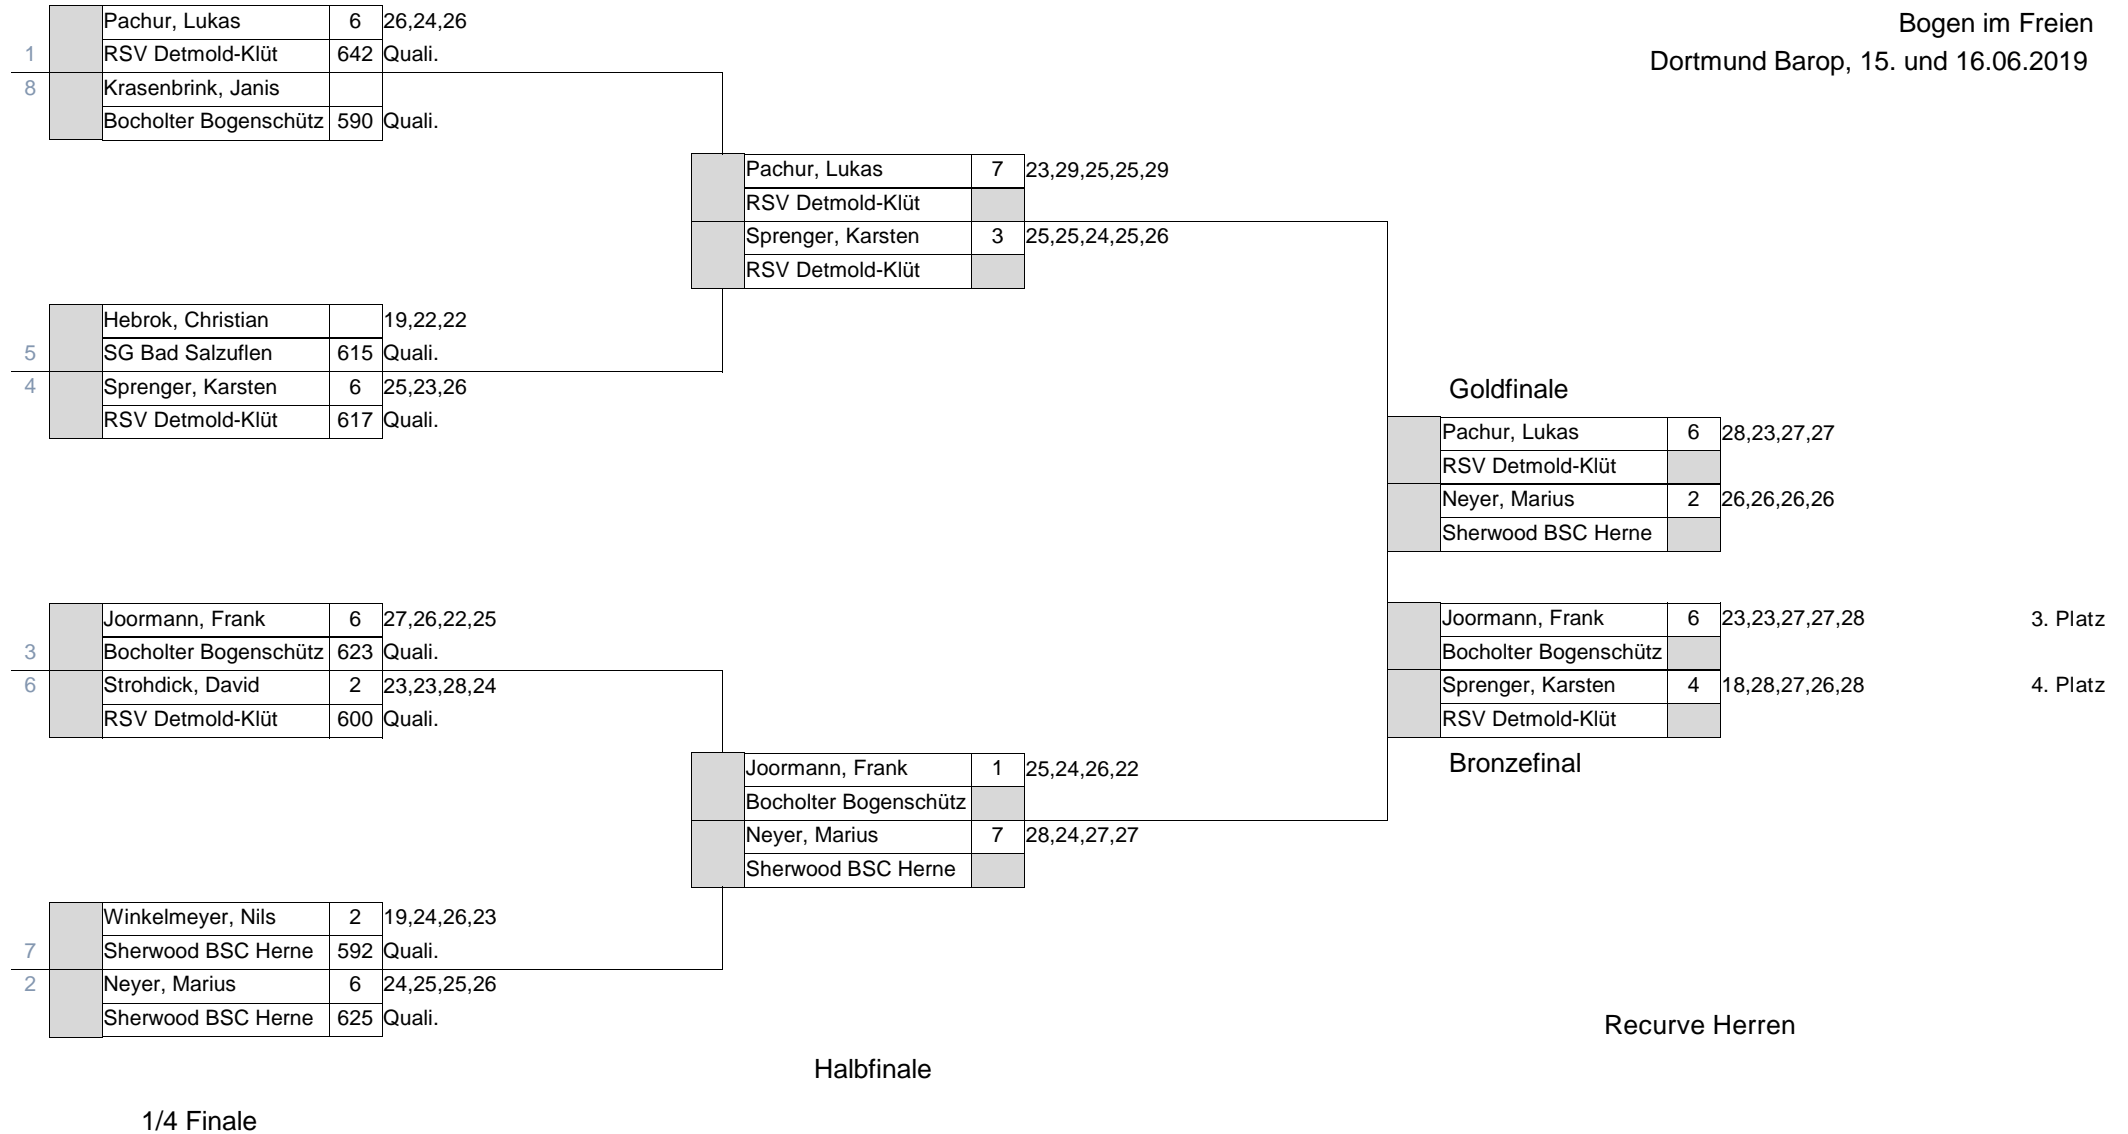 Bogen im Freien
Dortmund Barop, 15. und 16.06.2019
Pachur, Lukas 6 26,24,26
1 RSV Detmold-Klüt 642 Quali.
8 Krasenbrink, Janis
Bocholter Bogenschütz 590 Quali.
Pachur, Lukas 7 23,29,25,25,29
RSV Detmold-Klüt
Sprenger, Karsten 3 25,25,24,25,26
RSV Detmold-Klüt
Hebrok, Christian 19,22,22
5 SG Bad Salzuflen 615 Quali.
4 Sprenger, Karsten 6 25,23,26
RSV Detmold-Klüt 617 Quali.
Goldfinale
Pachur, Lukas 6 28,23,27,27
RSV Detmold-Klüt
Neyer, Marius 2 26,26,26,26
Sherwood BSC Herne
Joormann, Frank 6 27,26,22,25
3 Bocholter Bogenschütz 623 Quali.
6 Strohdick, David 2 23,23,28,24
RSV Detmold-Klüt 600 Quali.
Joormann, Frank 6 23,23,27,27,28 3. Platz
Bocholter Bogenschütz
Sprenger, Karsten 4 18,28,27,26,28 4. Platz
RSV Detmold-Klüt
Bronzefinal
Joormann, Frank 1 25,24,26,22
Bocholter Bogenschütz
Neyer, Marius 7 28,24,27,27
Sherwood BSC Herne
Winkelmeyer, Nils 2 19,24,26,23
7 Sherwood BSC Herne 592 Quali.
2 Neyer, Marius 6 24,25,25,26
Sherwood BSC Herne 625 Quali.
Recurve Herren
Halbfinale
1/4 Finale